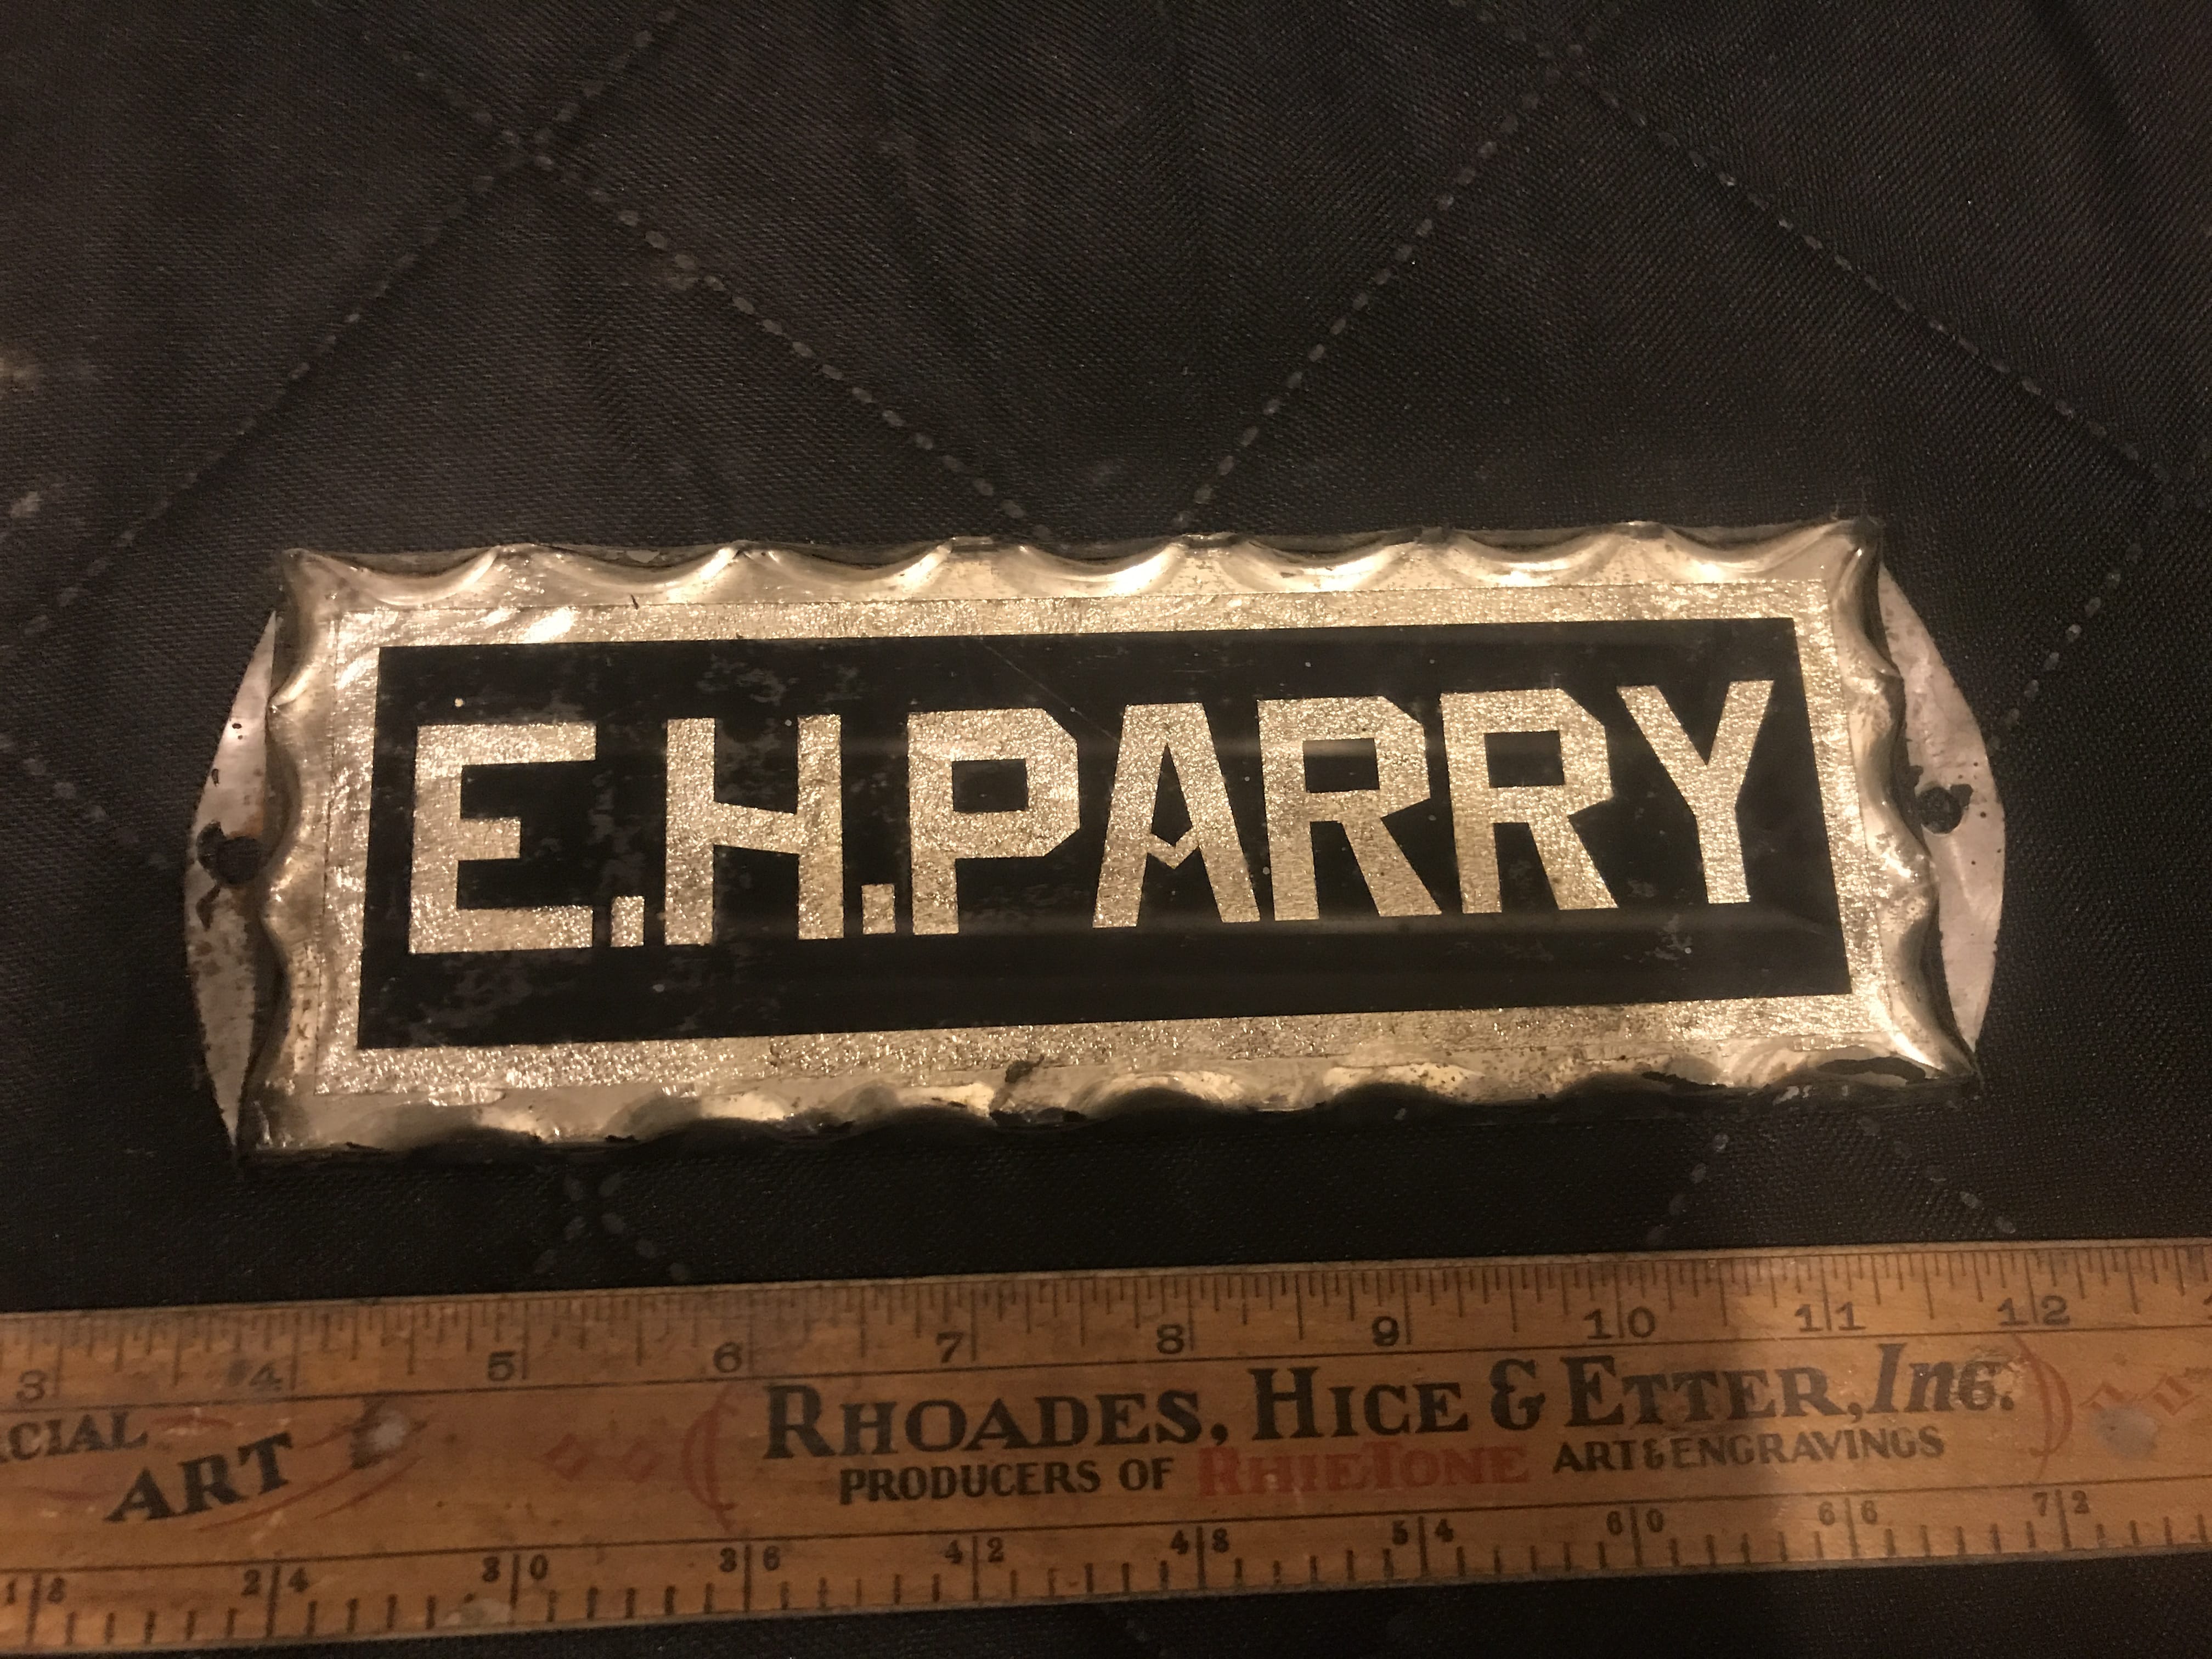 E.H.PARRY
3 4 5 6 7 8 9 10 11 12
CIAL
ART
RHOADES, HICE & ETTER, INC.
PRODUCERS OF RHIETONE ART & ENGRAVINGS
18 24 30 36 42 48 54 60 66 72